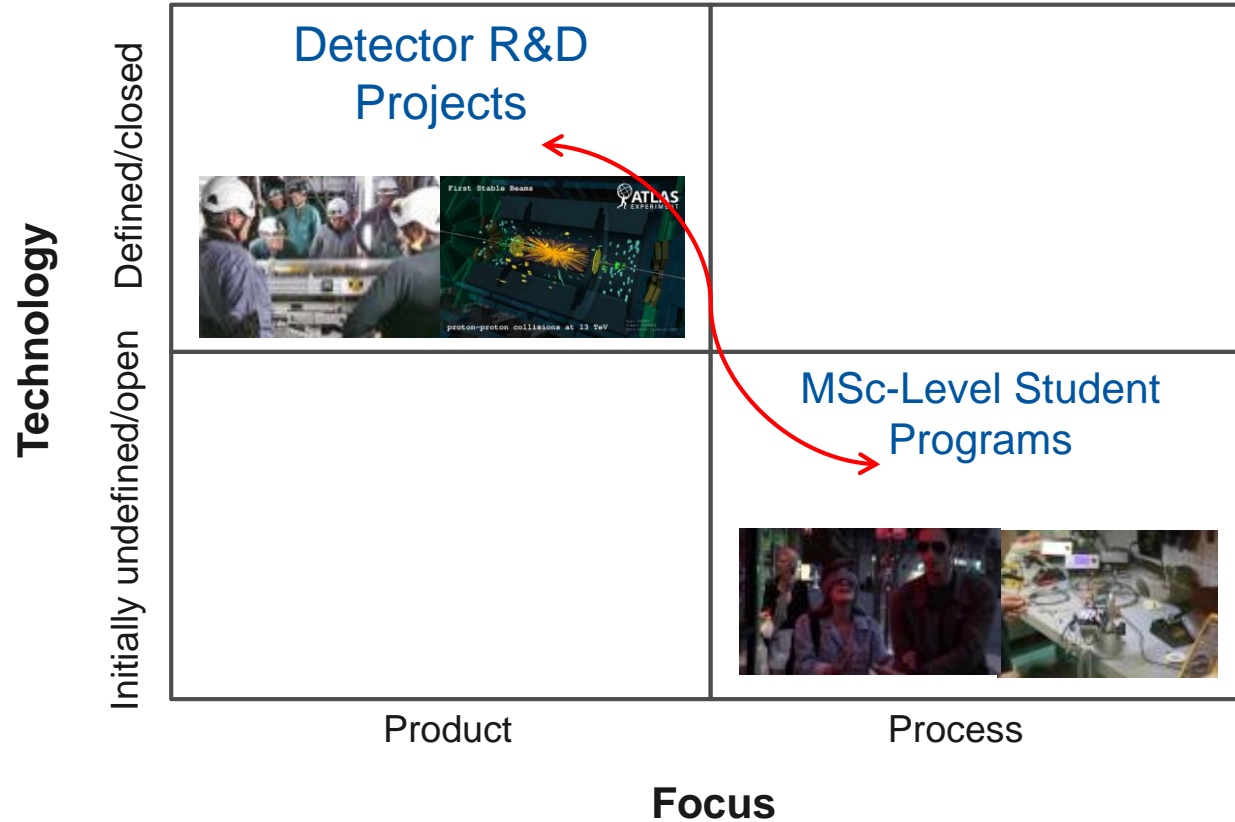 Detector R&D
Projects
First Stable Beams
ATLAS
EXPERIMENT
proton-proton collisions at 13 TeV
MSc-Level Student
Programs
Technology
Defined/closed
Initially undefined/open
Product
Process
Focus